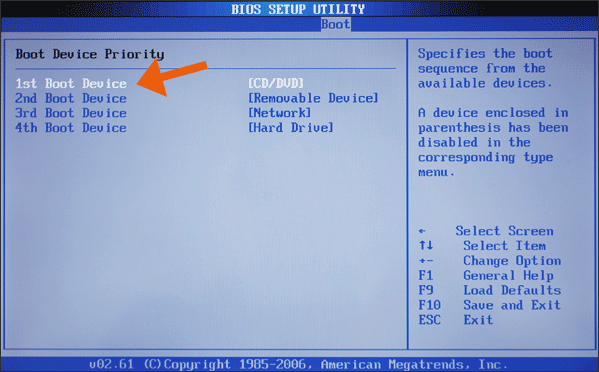 BIOS SETUP UTILITY
Boot
Boot Device Priority
1st Boot Device [CD/DVD]
2nd Boot Device [Removable Device]
3rd Boot Device [Network]
4th Boot Device [Hard Drive]
Specifies the boot
sequence from the
available devices.
A device enclosed in
parenthesis has been
disabled in the
corresponding type
menu.
← Select Screen
↑↓ Select Item
+- Change Option
F1 General Help
F9 Load Defaults
F10 Save and Exit
ESC Exit
v02.61 (C)Copyright 1985-2006, American Megatrends, Inc.